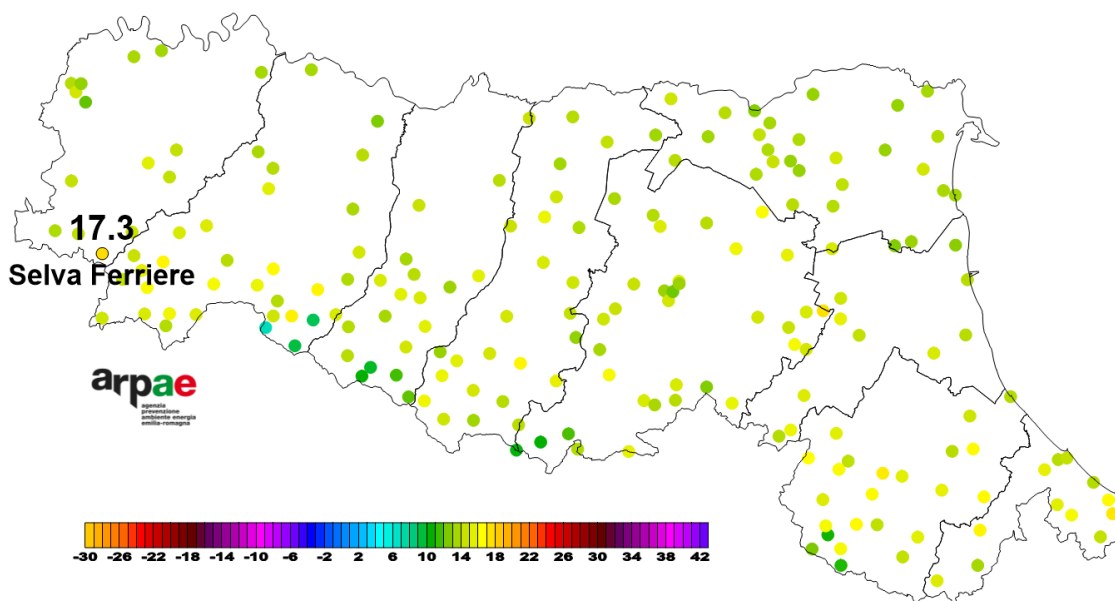 17.3
Selva Ferriere
arpae
agenzia
prevenzione
ambiente energia
emilia-romagna
-30 -26 -22 -18 -14 -10 -6 -2 2 6 10 14 18 22 26 30 34 38 42